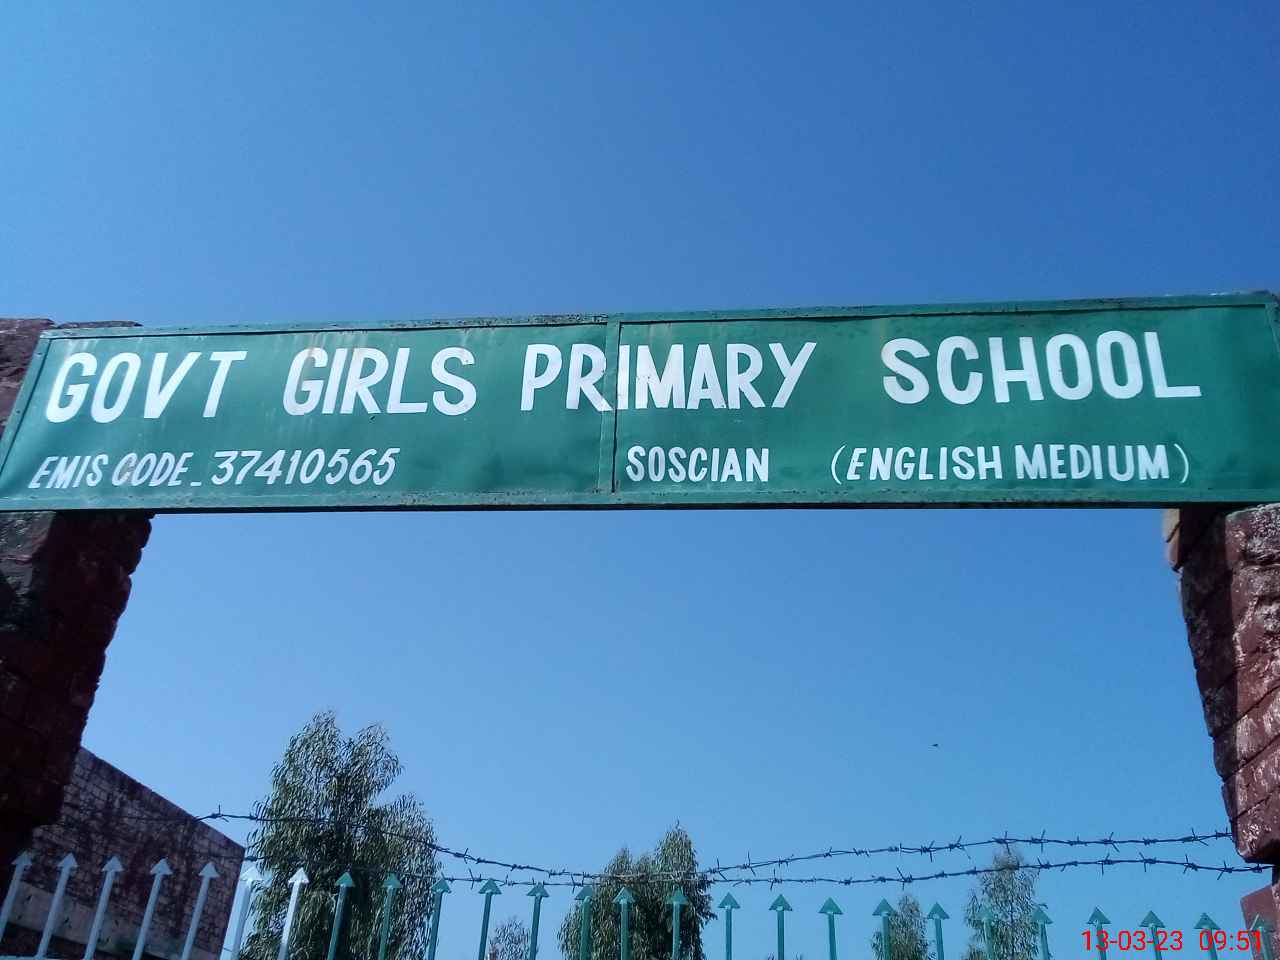 GOVT GIRLS PRIMARY SCHOOL
EMIS CODE_37410565 SOSCIAN (ENGLISH MEDIUM)
13-03-23 09:51